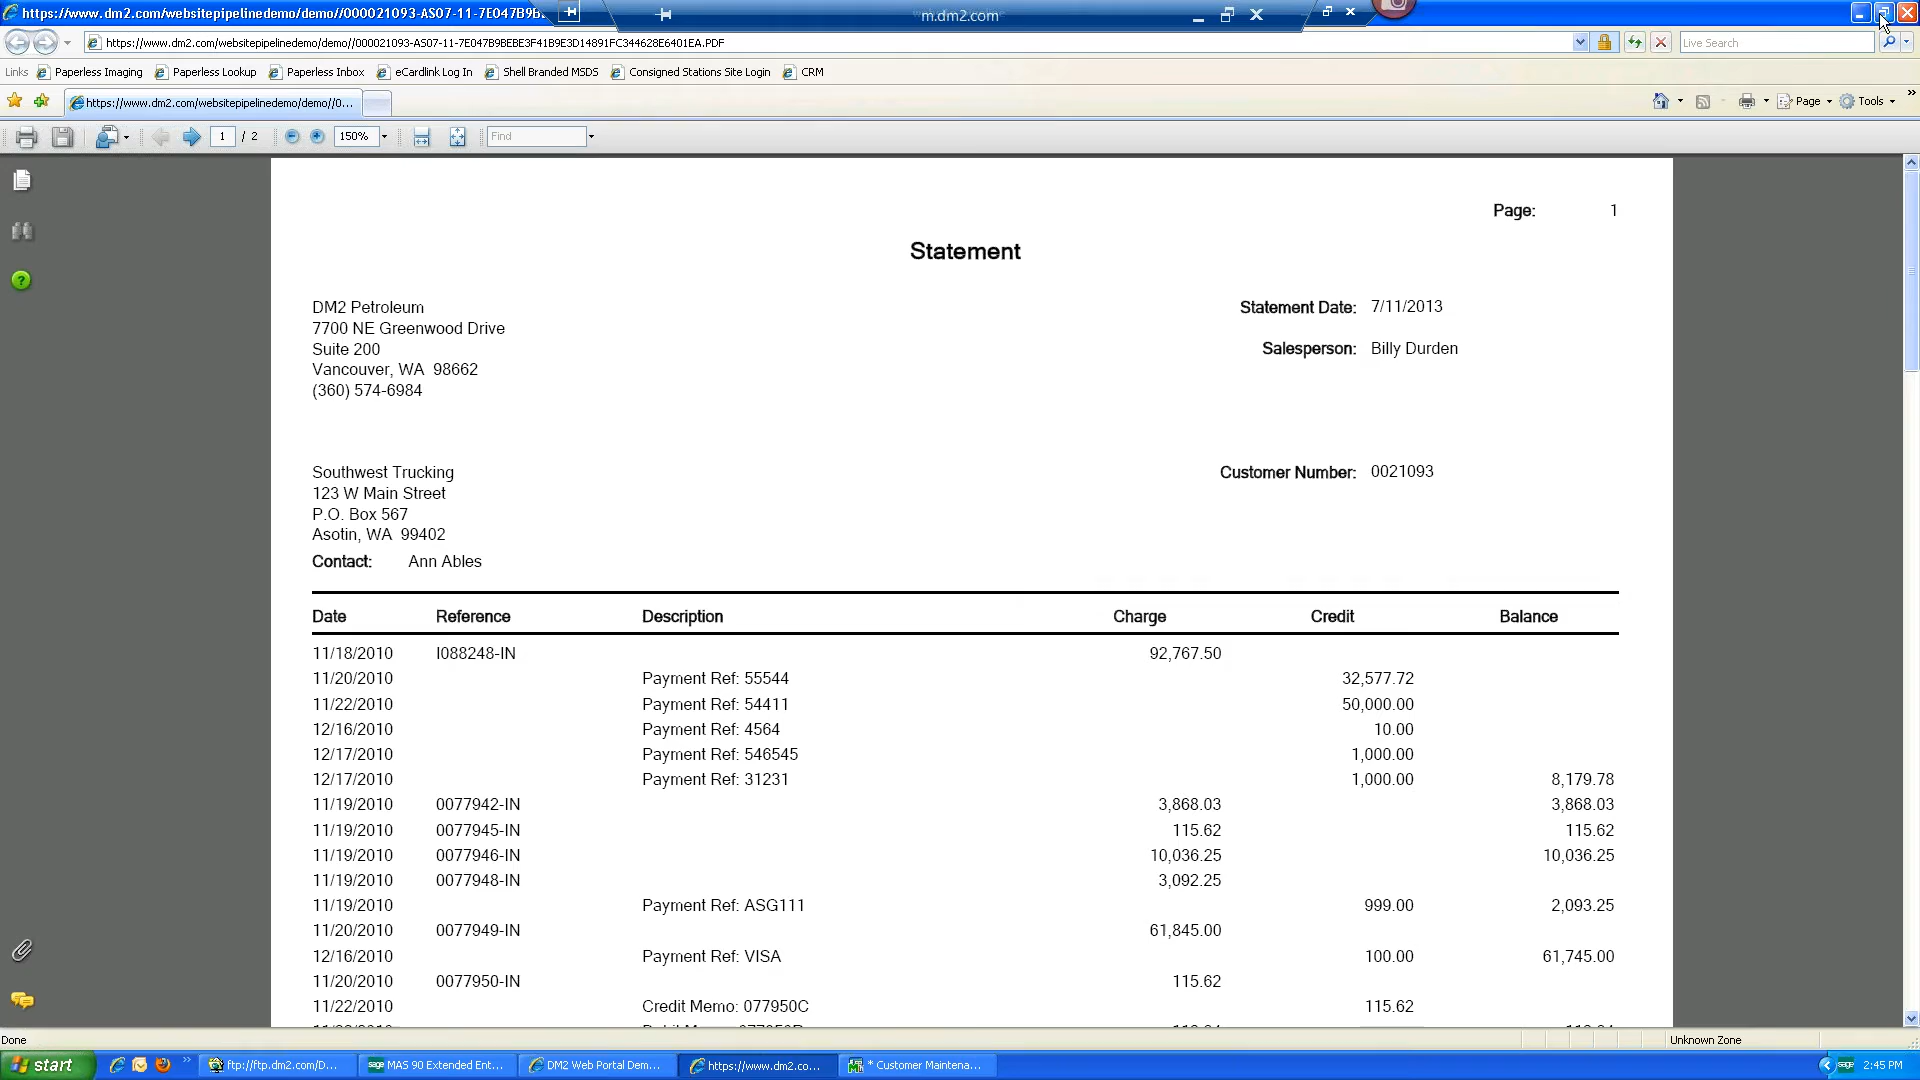 https://www.dm2.com/websitepipelinedemo/demo//000021093-AS07-11-7E047B9B
m.dm2.com
https://www.dm2.com/websitepipelinedemo/demo//000021093-AS07-11-7E047B9BEBE3F41B9E3D14891FC344628E6401EA.PDF
Live Search
Links Paperless Imaging Paperless Lookup Paperless Inbox eCardlink Log In Shell Branded MSDS Consigned Stations Site Login CRM
https://www.dm2.com/websitepipelinedemo/demo//0... Page Tools »
1 / 2 150% Find
Page: 1
Statement
DM2 Petroleum
7700 NE Greenwood Drive
Suite 200
Vancouver, WA 98662
(360) 574-6984
Statement Date: 7/11/2013
Salesperson: Billy Durden
Southwest Trucking
123 W Main Street
P.O. Box 567
Asotin, WA 99402
Customer Number: 0021093
Contact: Ann Ables
Date Reference Description Charge Credit Balance
11/18/2010 I088248-IN 92,767.50
11/20/2010 Payment Ref: 55544 32,577.72
11/22/2010 Payment Ref: 54411 50,000.00
12/16/2010 Payment Ref: 4564 10.00
12/17/2010 Payment Ref: 546545 1,000.00
12/17/2010 Payment Ref: 31231 1,000.00 8,179.78
11/19/2010 0077942-IN 3,868.03 3,868.03
11/19/2010 0077945-IN 115.62 115.62
11/19/2010 0077946-IN 10,036.25 10,036.25
11/19/2010 0077948-IN 3,092.25
11/19/2010 Payment Ref: ASG111 999.00 2,093.25
11/20/2010 0077949-IN 61,845.00
12/16/2010 Payment Ref: VISA 100.00 61,745.00
11/20/2010 0077950-IN 115.62
11/22/2010 Credit Memo: 077950C 115.62
Done Unknown Zone
start » ftp://ftp.dm2.com/D... sage MAS 90 Extended Ent... DM2 Web Portal Dem... https://www.dm2.co... * Customer Maintena... sage 2:45 PM